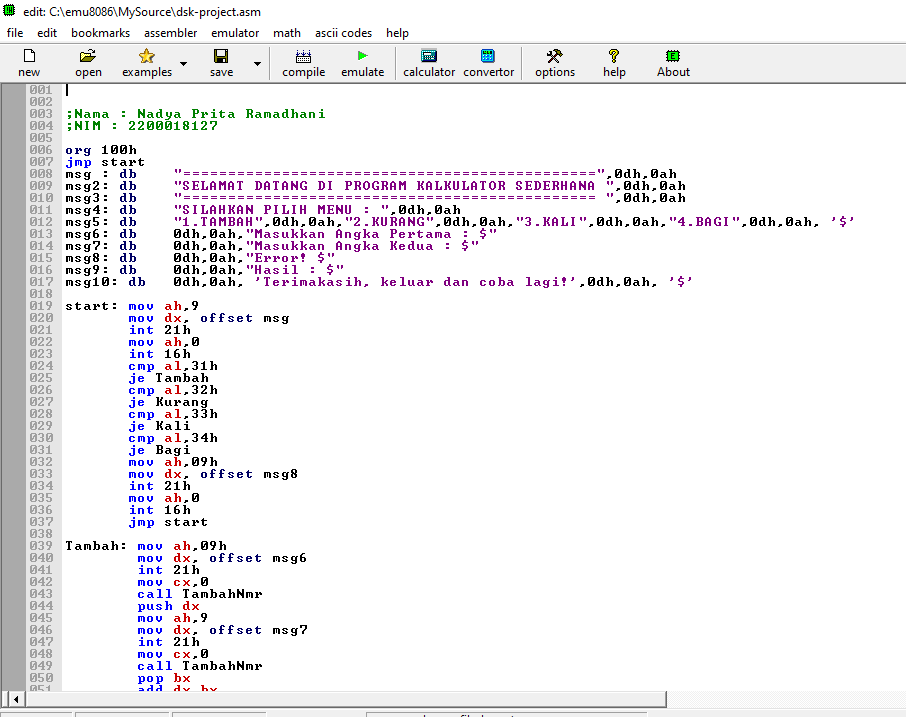 edit: C:\emu8086\MySource\dsk-project.asm
file edit bookmarks assembler emulator math ascii codes help
new open examples save compile emulate calculator convertor options help About
001
002
003 ;Nama : Nadya Prita Ramadhani
004 ;NIM : 2200018127
005
006 org 100h
007 jmp start
008 msg : db "==============================================",0dh,0ah
009 msg2: db "SELAMAT DATANG DI PROGRAM KALKULATOR SEDERHANA ",0dh,0ah
010 msg3: db "============================================== ",0dh,0ah
011 msg4: db "SILAHKAN PILIH MENU : ",0dh,0ah
012 msg5: db "1.TAMBAH",0dh,0ah,"2.KURANG",0dh,0ah,"3.KALI",0dh,0ah,"4.BAGI",0dh,0ah, '$'
013 msg6: db 0dh,0ah,"Masukkan Angka Pertama : $"
014 msg7: db 0dh,0ah,"Masukkan Angka Kedua : $"
015 msg8: db 0dh,0ah,"Error! $"
016 msg9: db 0dh,0ah,"Hasil : $"
017 msg10: db 0dh,0ah, 'Terimakasih, keluar dan coba lagi!',0dh,0ah, '$'
018
019 start: mov ah,9
020 mov dx, offset msg
021 int 21h
022 mov ah,0
023 int 16h
024 cmp al,31h
025 je Tambah
026 cmp al,32h
027 je Kurang
028 cmp al,33h
029 je Kali
030 cmp al,34h
031 je Bagi
032 mov ah,09h
033 mov dx, offset msg8
034 int 21h
035 mov ah,0
036 int 16h
037 jmp start
038
039 Tambah: mov ah,09h
040 mov dx, offset msg6
041 int 21h
042 mov cx,0
043 call TambahNmr
044 push dx
045 mov ah,9
046 mov dx, offset msg7
047 int 21h
048 mov cx,0
049 call TambahNmr
050 pop bx
051 add dx,bx